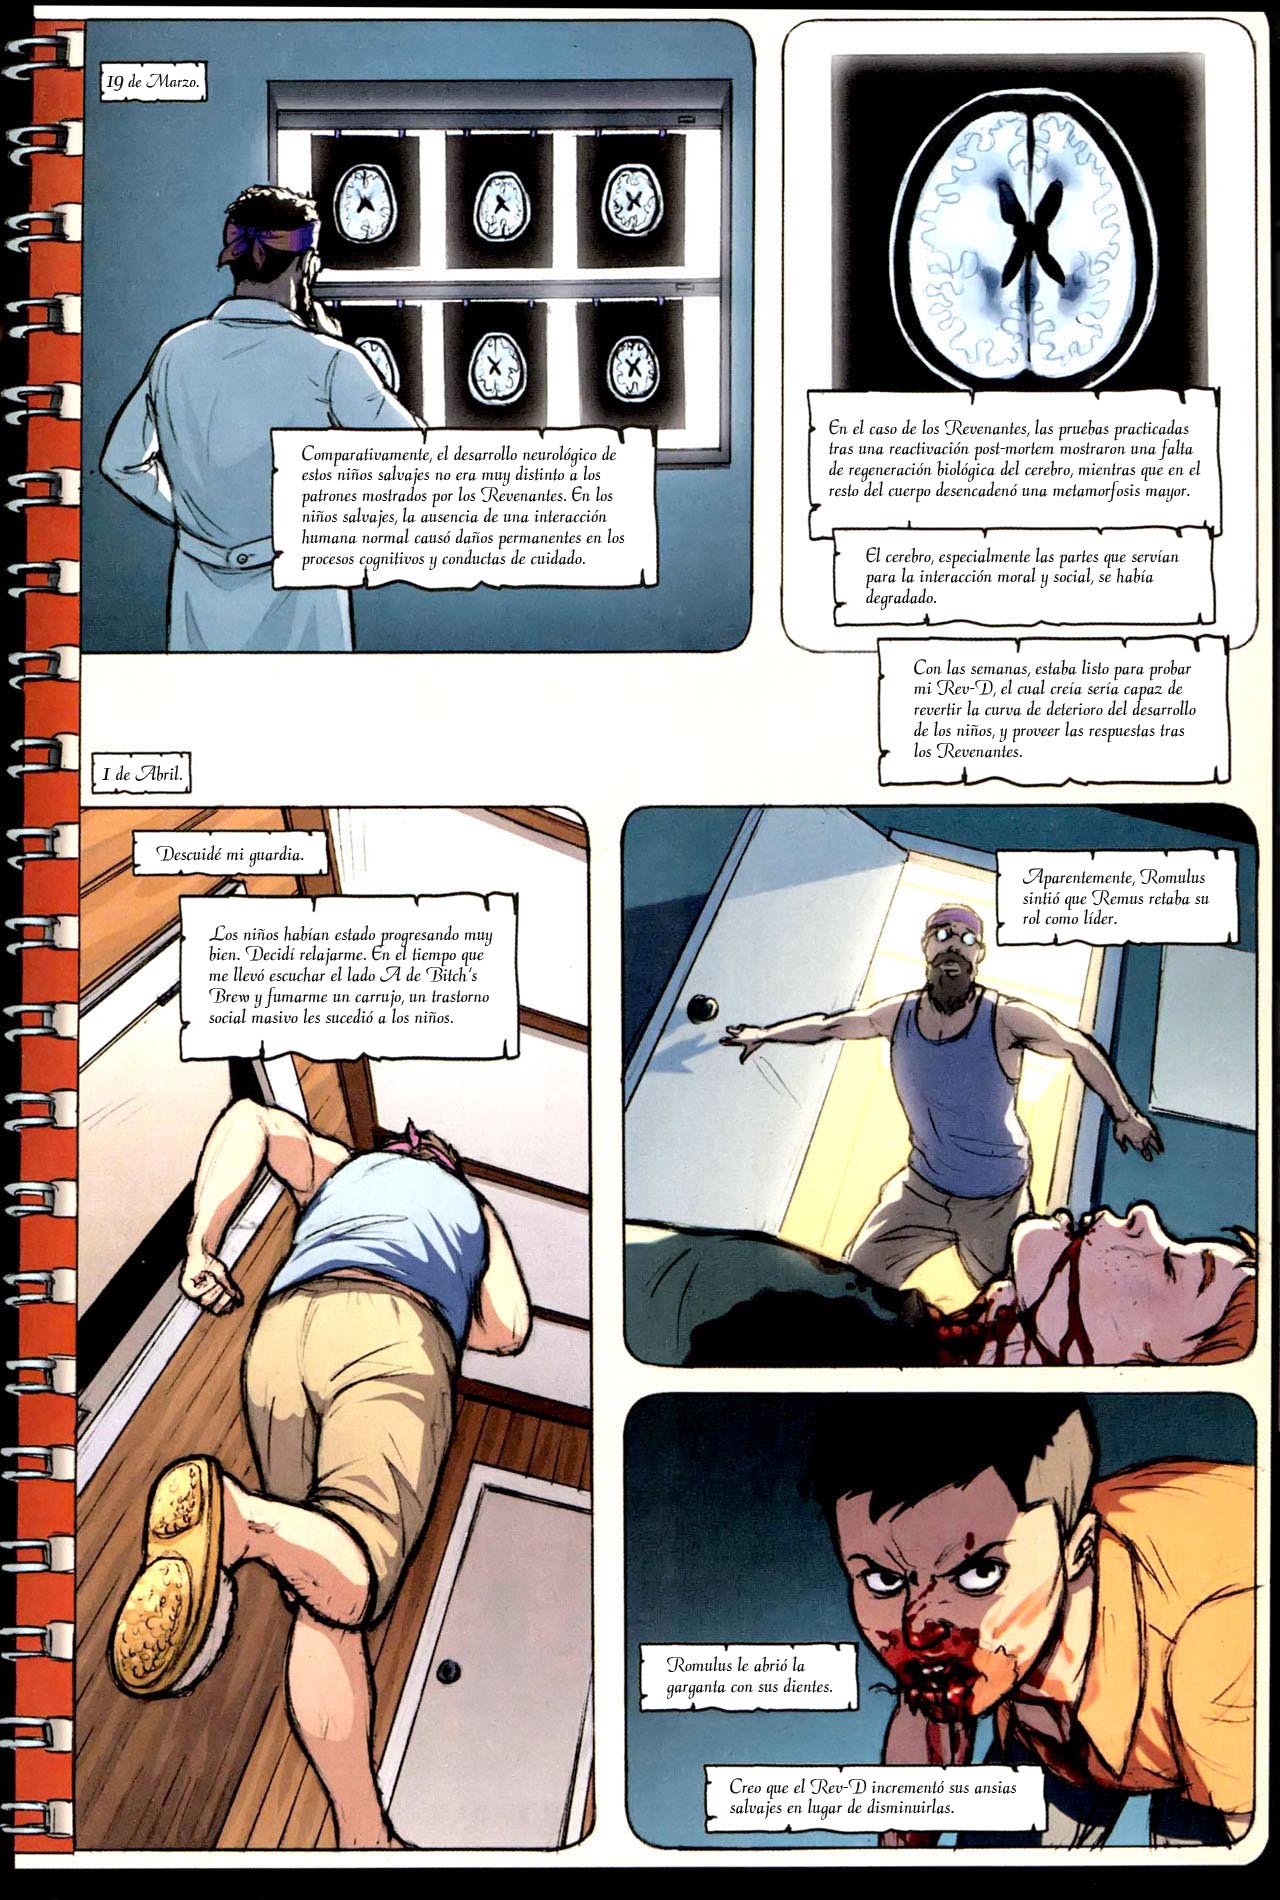 19 de Marzo.
Comparativamente, el desarrollo neurológico de
estos niños salvajes no era muy distinto a los
patrones mostrados por los Revenantes. En los
niños salvajes, la ausencia de una interacción
humana normal causó daños permanentes en los
procesos cognitivos y conductas de cuidado.
En el caso de los Revenantes, las pruebas practicadas
tras una reactivación post-mortem mostraron una falta
de regeneración biológica del cerebro, mientras que en el
resto del cuerpo desencadenó una metamorfosis mayor.
El cerebro, especialmente las partes que servían
para la interacción moral y social, se había
degradado.
Con las semanas, estaba listo para probar
mi Rev-D, el cual creía sería capaz de
revertir la curva de deterioro del desarrollo
de los niños, y proveer las respuestas tras
los Revenantes.
1 de Abril.
Descuidé mi guardia.
Los niños habían estado progresando muy
bien. Decidí relajarme. En el tiempo que
me llevó escuchar el lado A de Bitch's
Brew y fumarme un carrujo, un trastorno
social masivo les sucedió a los niños.
Aparentemente, Romulus
sintió que Remus retaba su
rol como líder.
Romulus le abrió la
garganta con sus dientes.
Creo que el Rev-D incrementó sus ansias
salvajes en lugar de disminuirlas.